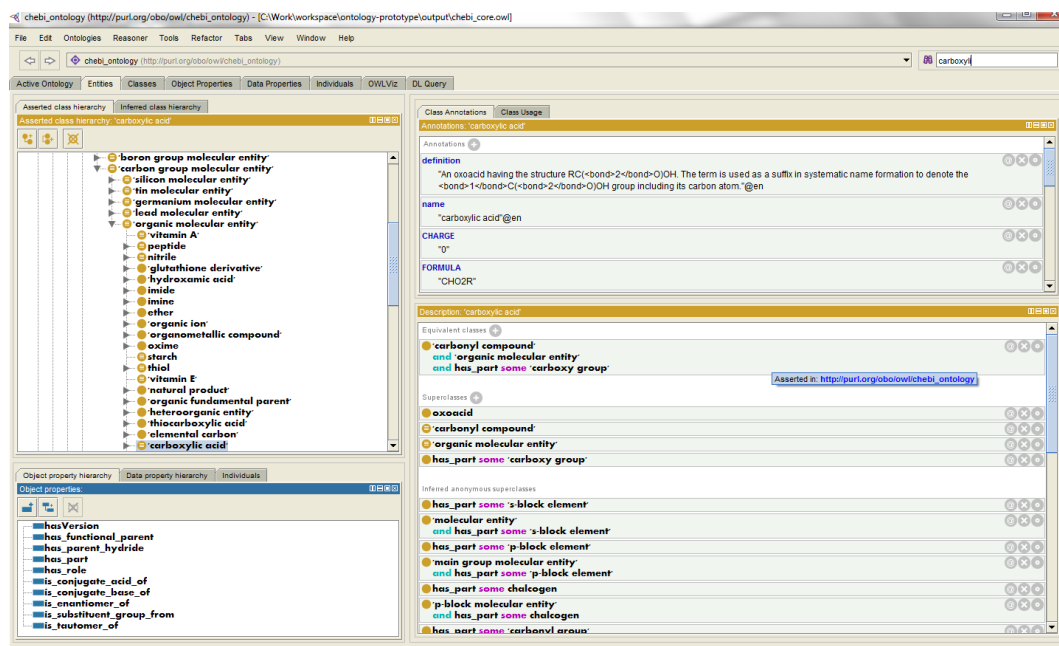 chebi_ontology (http://purl.org/obo/owl/chebi_ontology) - [C:\Work\workspace\ontology-prototype\output\chebi_core.owl]
File Edit Ontologies Reasoner Tools Refactor Tabs View Window Help
chebi_ontology (http://purl.org/obo/owl/chebi_ontology)
carboxyli
Active Ontology Entities Classes Object Properties Data Properties Individuals OWLViz DL Query
Asserted class hierarchy Inferred class hierarchy
Asserted class hierarchy: 'carboxylic acid'
'boron group molecular entity'
'carbon group molecular entity'
'silicon molecular entity'
'tin molecular entity'
'germanium molecular entity'
'lead molecular entity'
'organic molecular entity'
'vitamin A'
peptide
nitrile
'glutathione derivative'
'hydroxamic acid'
imide
imine
ether
'organic ion'
'organometallic compound'
oxime
starch
thiol
'vitamin E'
'natural product'
'organic fundamental parent'
'heteroorganic entity'
'thiocarboxylic acid'
'elemental carbon'
'carboxylic acid'
Object property hierarchy Data property hierarchy Individuals
Object properties:
hasVersion
has_functional_parent
has_parent_hydride
has_part
has_role
is_conjugate_acid_of
is_conjugate_base_of
is_enantiomer_of
is_substituent_group_from
is_tautomer_of
Class Annotations Class Usage
Annotations: 'carboxylic acid'
Annotations
definition
"An oxoacid having the structure RC(<bond>2</bond>O)OH. The term is used as a suffix in systematic name formation to denote the
<bond>1</bond>C(<bond>2</bond>O)OH group including its carbon atom."@en
name
"carboxylic acid"@en
CHARGE
"0"
FORMULA
"CHO2R"
Description: 'carboxylic acid'
Equivalent classes
'carbonyl compound'
and 'organic molecular entity'
and has_part some 'carboxy group'
Asserted in: http://purl.org/obo/owl/chebi_ontology
Superclasses
oxoacid
'carbonyl compound'
'organic molecular entity'
has_part some 'carboxy group'
Inferred anonymous superclasses
has_part some 's-block element'
'molecular entity'
and has_part some 's-block element'
has_part some 'p-block element'
'main group molecular entity'
and has_part some 'p-block element'
has_part some chalcogen
'p-block molecular entity'
and has_part some chalcogen
has_part some 'carbonyl group'